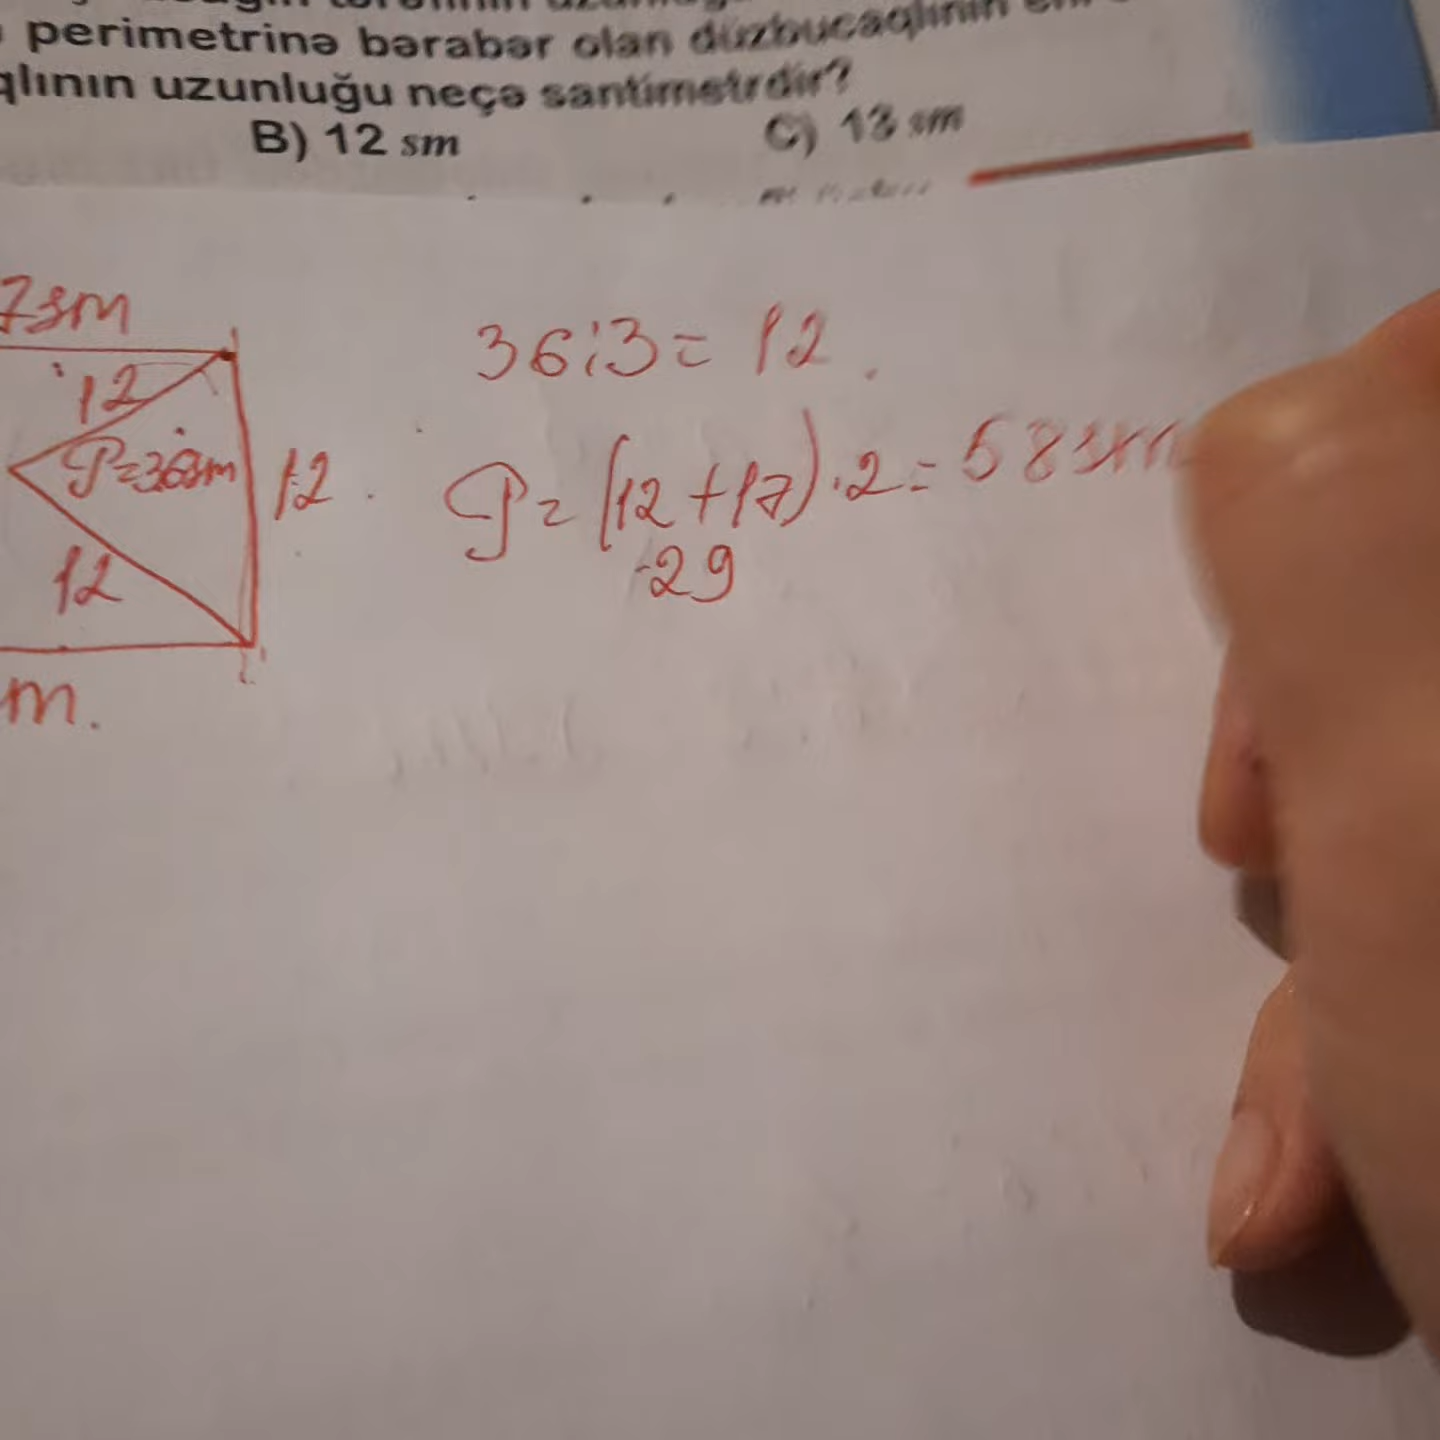 perimetrinə bərabər olan düzbucaqlının
uzunluğu neçə santimetrdir?
B) 12 sm C) 13 sm
7sm
12
P=36sm
12
12
m.
36:3=12.
P=(12+17)·2=58sm
29